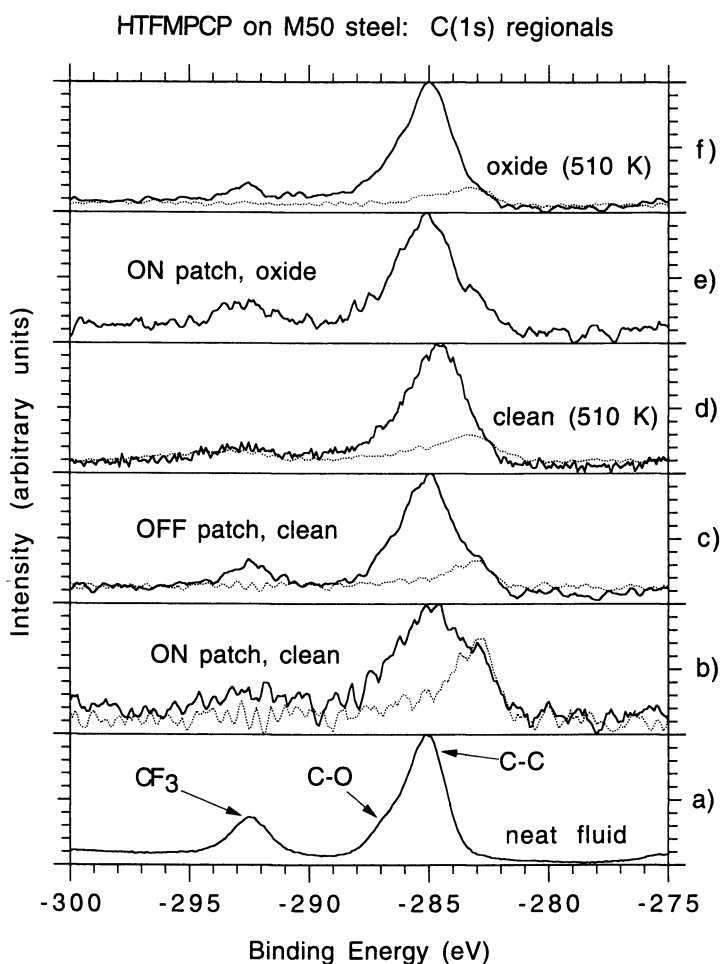 HTFMPCP on M50 steel: C(1s) regionals
Intensity (arbitrary units)
oxide (510 K)
f)
ON patch, oxide
e)
clean (510 K)
d)
OFF patch, clean
c)
ON patch, clean
b)
CF3
C-O
C-C
neat fluid
a)
-300 -295 -290 -285 -280 -275
Binding Energy (eV)